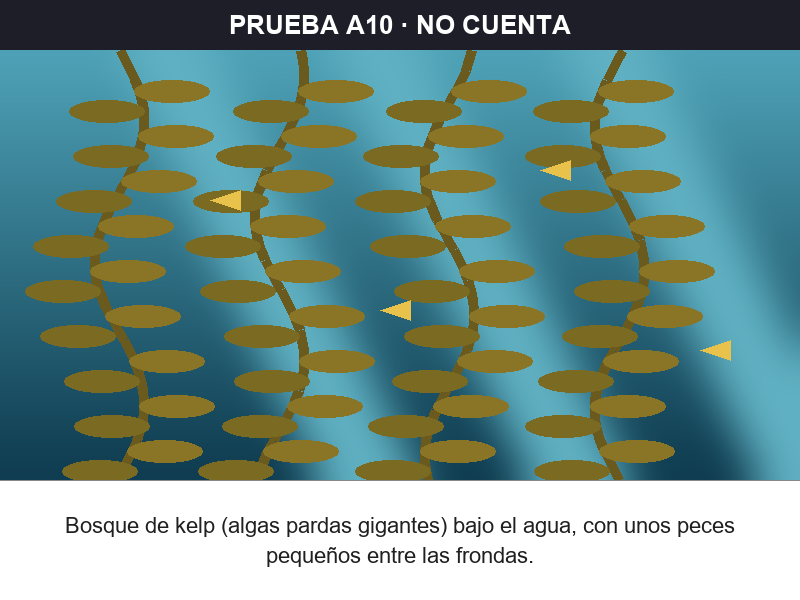 PRUEBA A10 · NO CUENTA
Bosque de kelp (algas pardas gigantes) bajo el agua, con unos peces
pequeños entre las frondas.